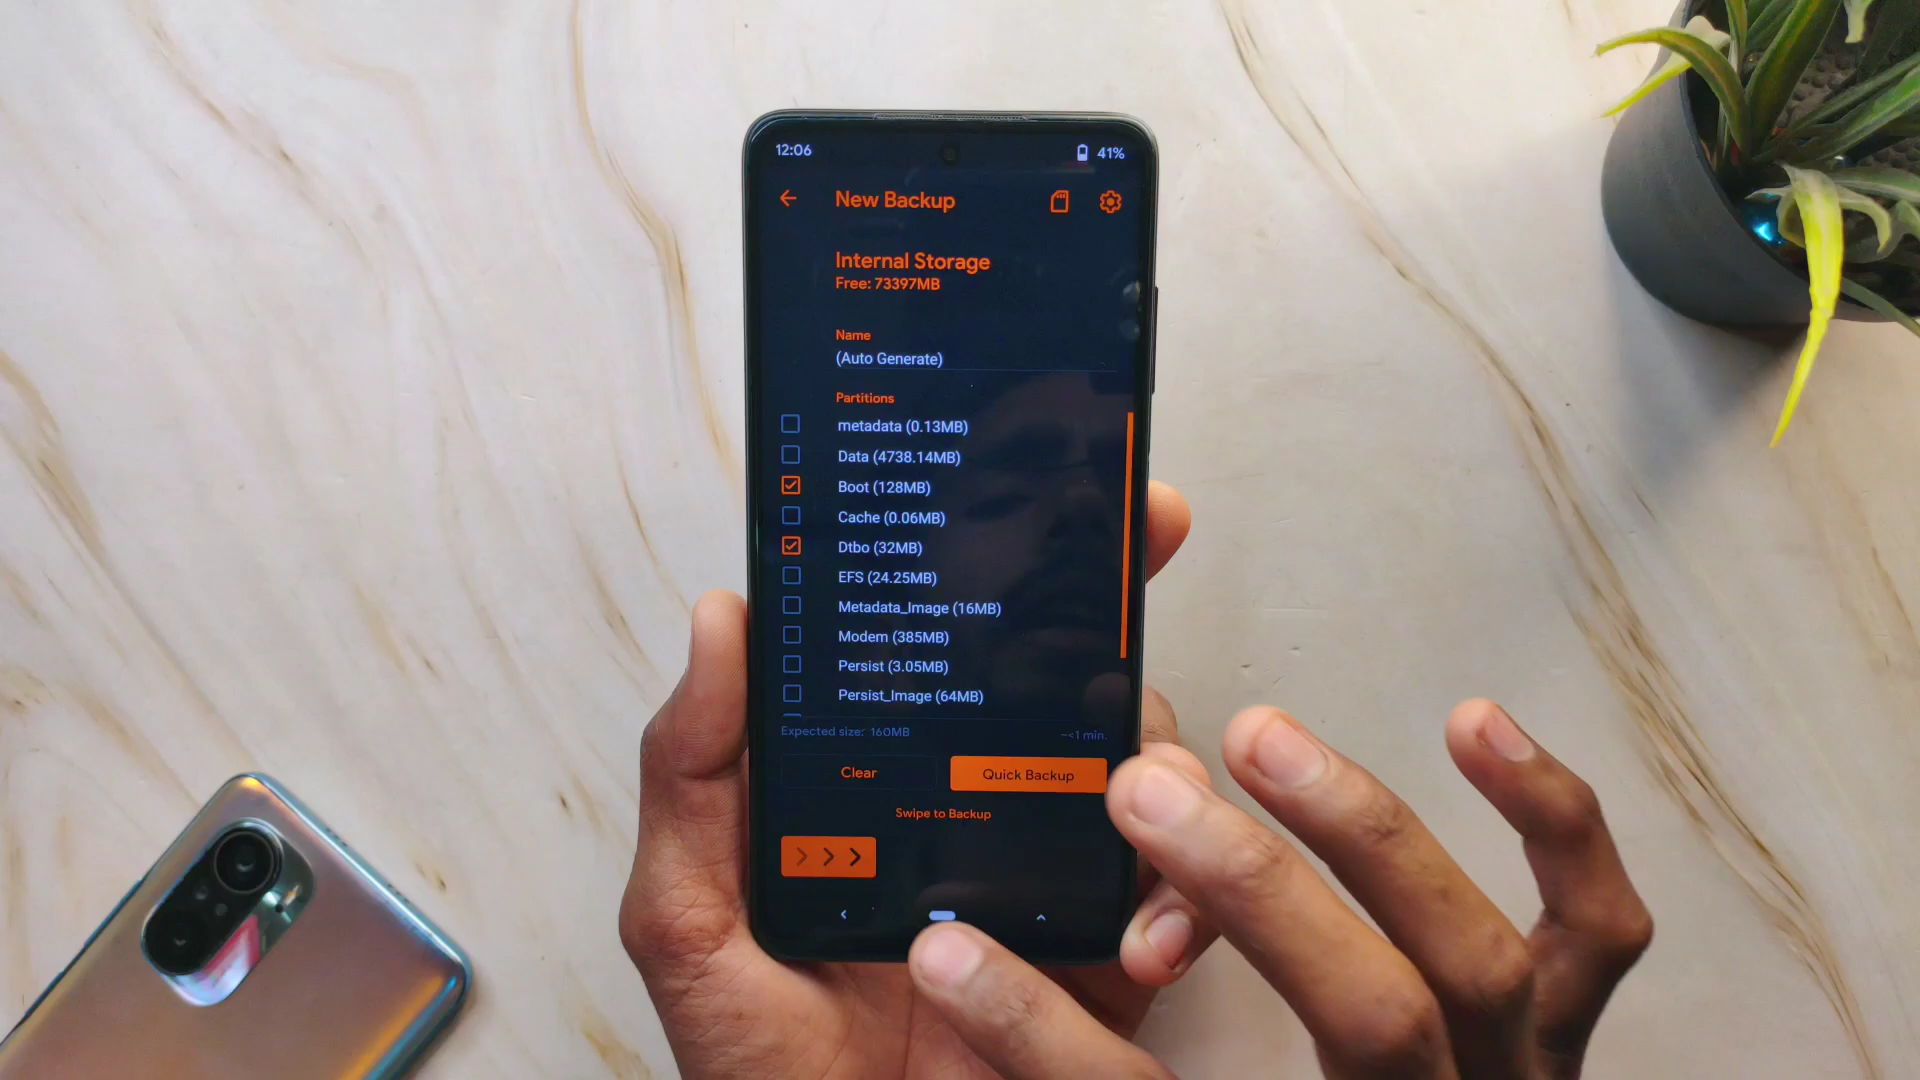 12:06
41%
New Backup
Internal Storage
Free: 73397MB
Name
(Auto Generate)
Partitions
metadata (0.13MB)
Data (4738.14MB)
Boot (128MB)
Cache (0.06MB)
Dtbo (32MB)
EFS (24.25MB)
Metadata_Image (16MB)
Modem (385MB)
Persist (3.05MB)
Persist_Image (64MB)
Expected size: 160MB
~<1 min.
Clear
Quick Backup
Swipe to Backup